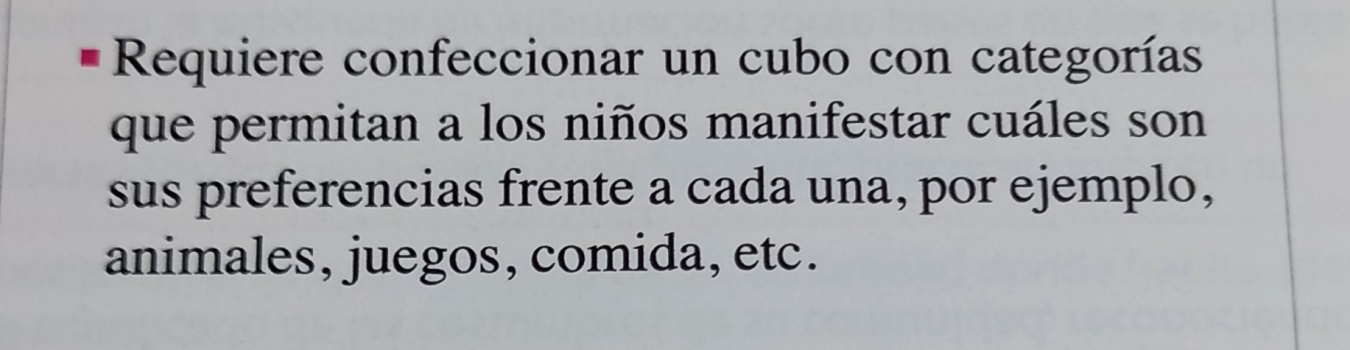 ▪ Requiere confeccionar un cubo con categorías
que permitan a los niños manifestar cuáles son
sus preferencias frente a cada una, por ejemplo,
animales, juegos, comida, etc.